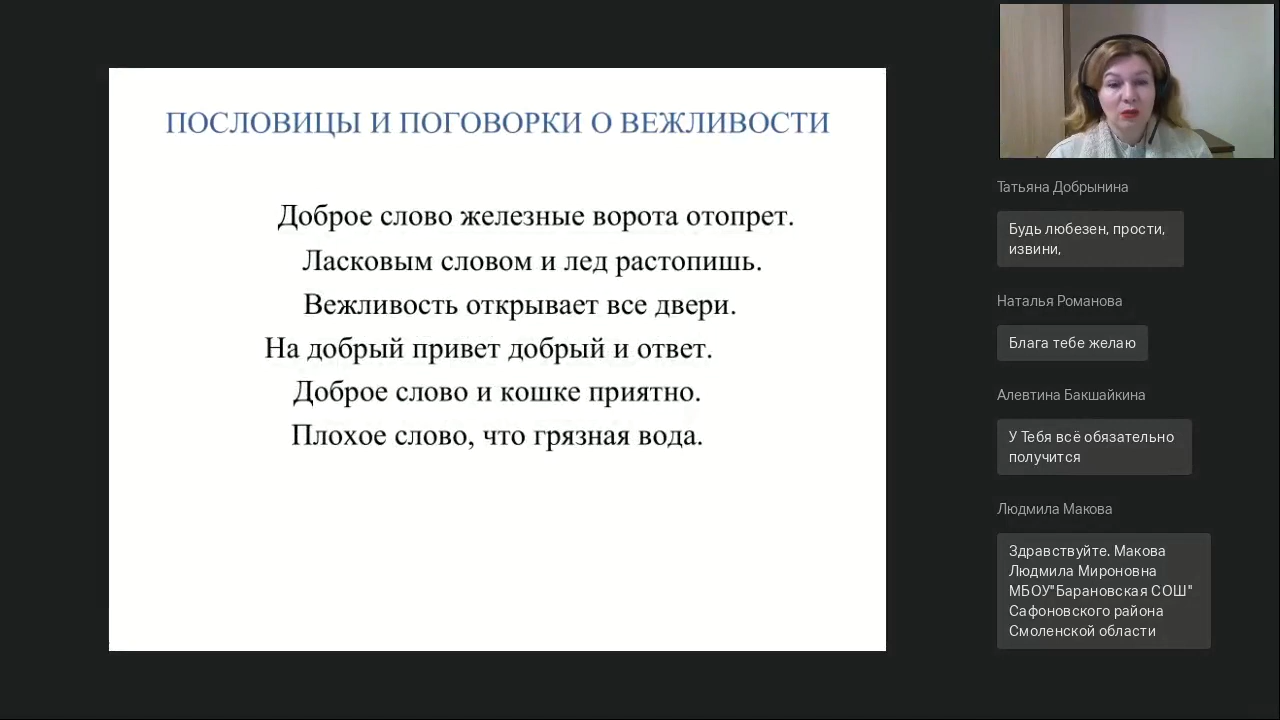 ПОСЛОВИЦЫ И ПОГОВОРКИ О ВЕЖЛИВОСТИ
Доброе слово железные ворота отопрет.
Ласковым словом и лед растопишь.
Вежливость открывает все двери.
На добрый привет добрый и ответ.
Доброе слово и кошке приятно.
Плохое слово, что грязная вода.
Татьяна Добрынина
Будь любезен, прости,
извини,
Наталья Романова
Блага тебе желаю
Алевтина Бакшайкина
У Тебя всё обязательно
получится
Людмила Макова
Здравствуйте. Макова
Людмила Мироновна
МБОУ"Барановская СОШ"
Сафоновского района
Смоленской области